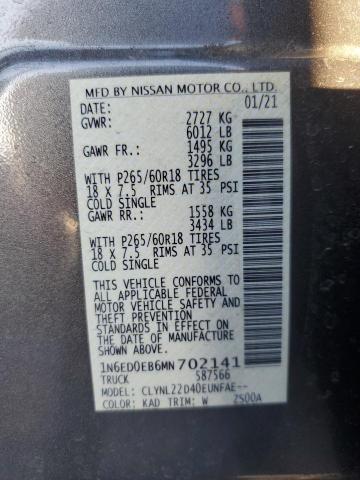 MFD BY NISSAN MOTOR CO., LTD.
DATE: 01/21
GVWR: 2727 KG
6012 LB
GAWR FR.: 1495 KG
3296 LB
WITH P265/60R18 TIRES
18 X 7.5 RIMS AT 35 PSI
COLD SINGLE
GAWR RR.: 1558 KG
3434 LB
WITH P265/60R18 TIRES
18 X 7.5 RIMS AT 35 PSI
COLD SINGLE
THIS VEHICLE CONFORMS TO
ALL APPLICABLE FEDERAL
MOTOR VEHICLE SAFETY
AND THEFT PREVENTION
STANDARDS IN EFFECT ON
THE DATE OF MANUFACTURE
SHOWN ABOVE.
1N6ED0EB6MN702141
TRUCK 587566
MODEL: CLYNL22D40EUNFAE--
COLOR: KAD TRIM: W 2S00A